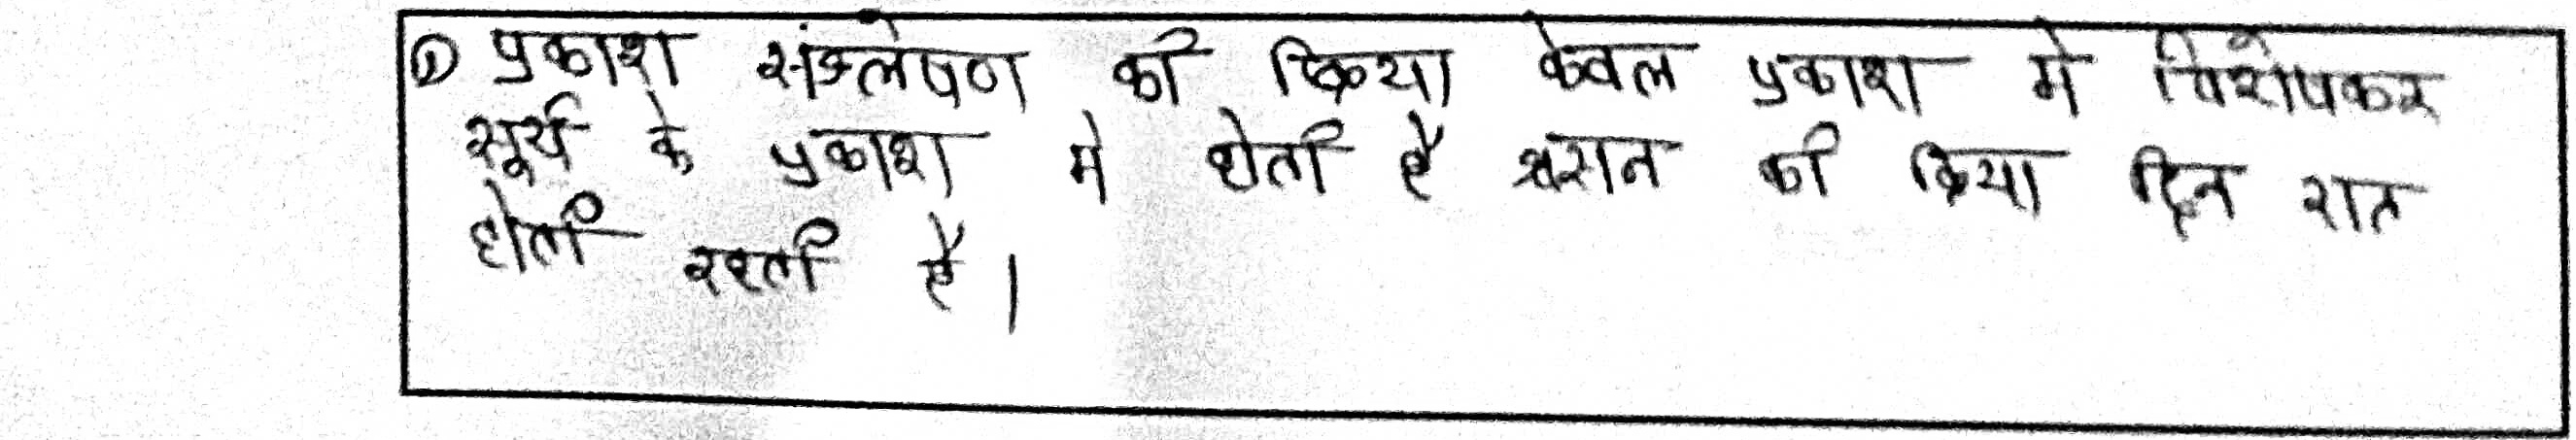 ① प्रकाश संश्लेषण की क्रिया केवल प्रकाश मे विशेषकर
सूर्य के प्रकाश मे होती है श्वसन की क्रिया दिन रात
होती रहती है।